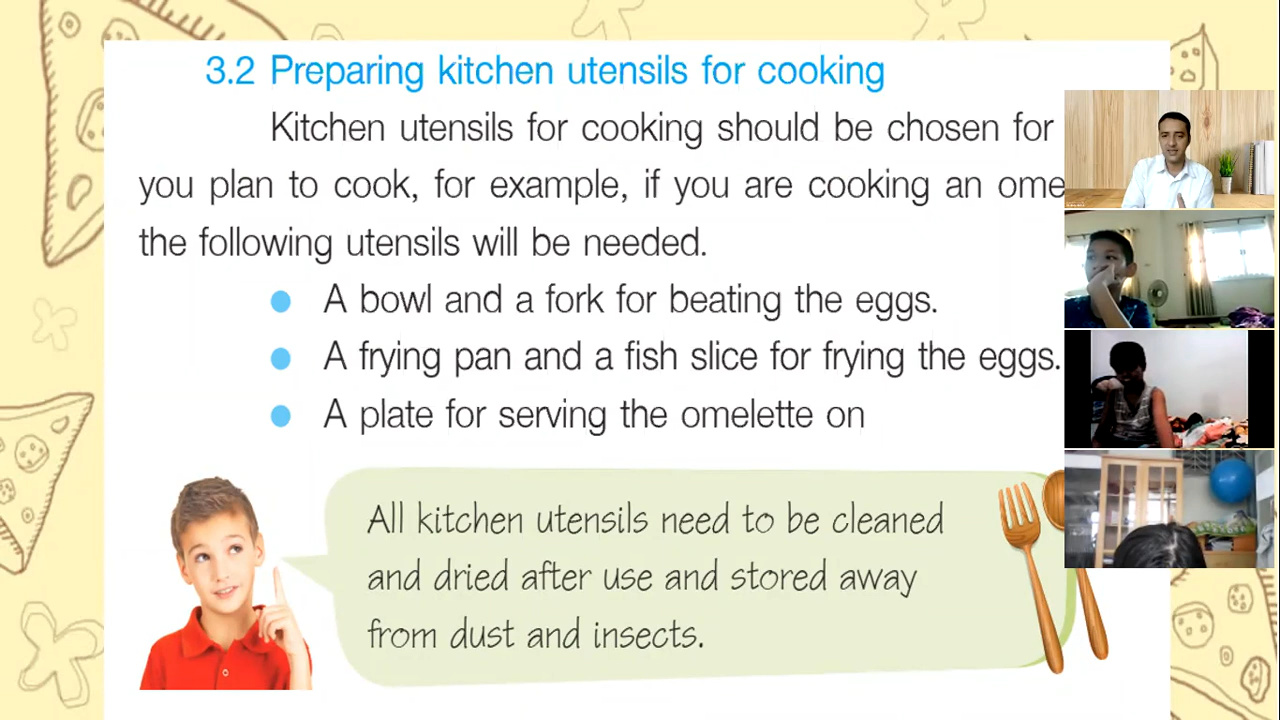 3.2 Preparing kitchen utensils for cooking
Kitchen utensils for cooking should be chosen for
you plan to cook, for example, if you are cooking an ome
the following utensils will be needed.
A bowl and a fork for beating the eggs.
A frying pan and a fish slice for frying the eggs.
A plate for serving the omelette on
All kitchen utensils need to be cleaned
and dried after use and stored away
from dust and insects.